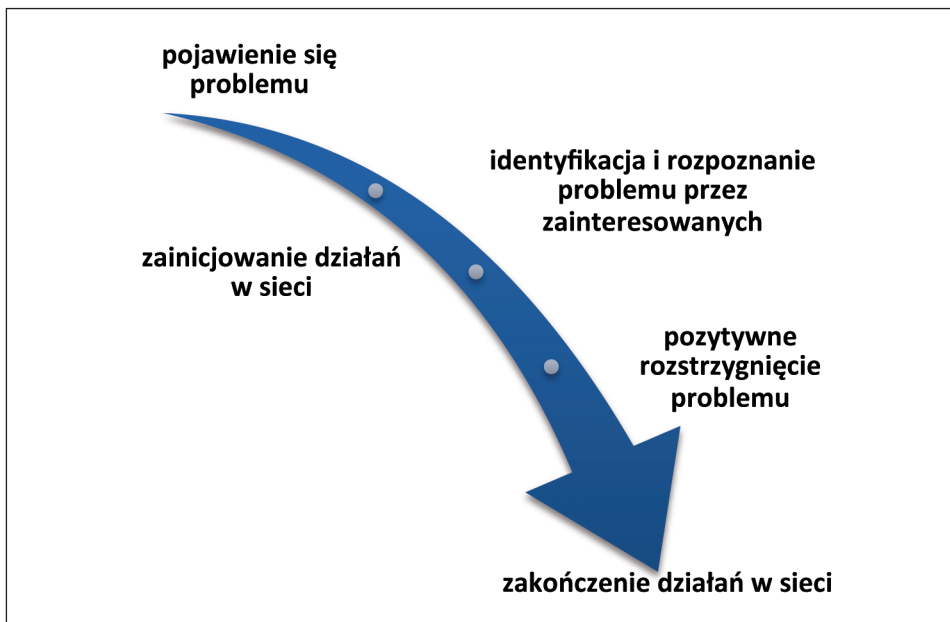 pojawienie się
problemu
zainicjowanie działań
w sieci
identyfikacja i rozpoznanie
problemu przez
zainteresowanych
pozytywne
rozstrzygnięcie
problemu
zakończenie działań w sieci